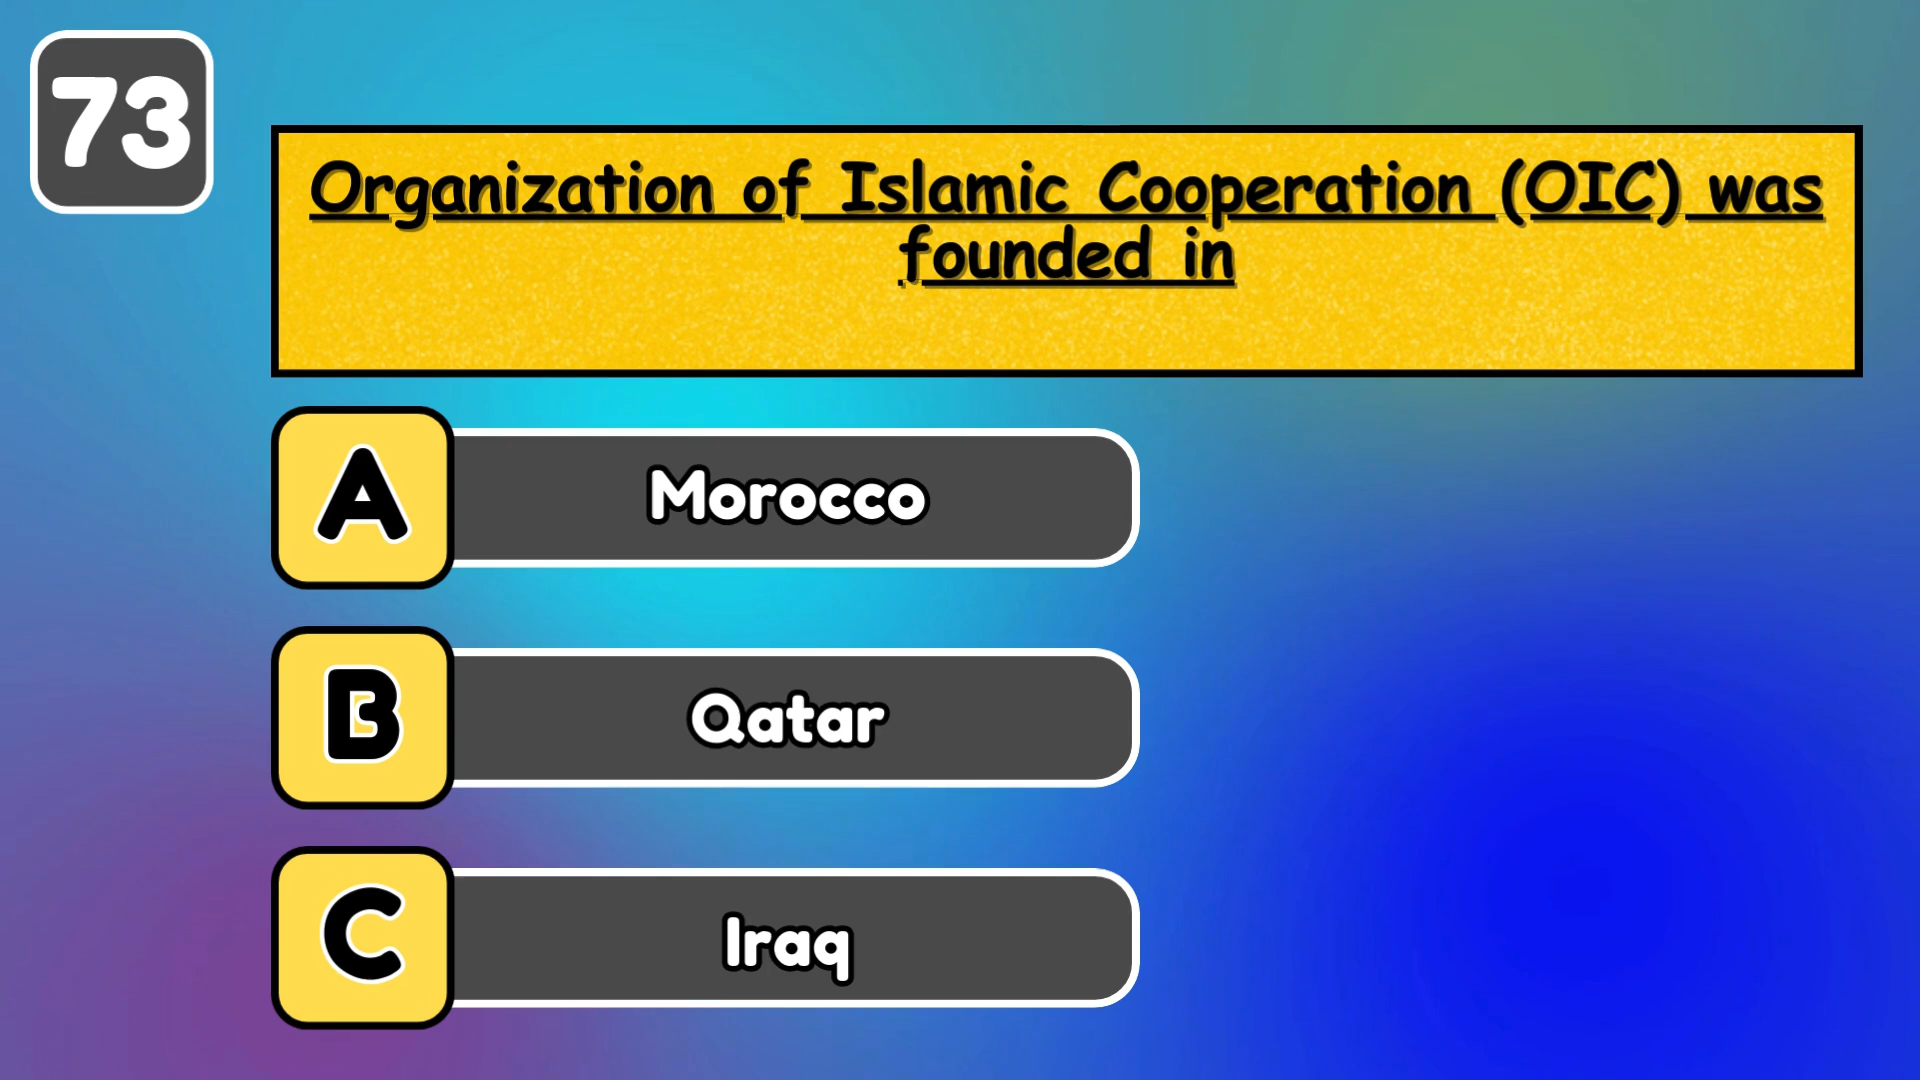 73
Organization of Islamic Cooperation (OIC) was
founded in
A
Morocco
B
Qatar
C
Iraq